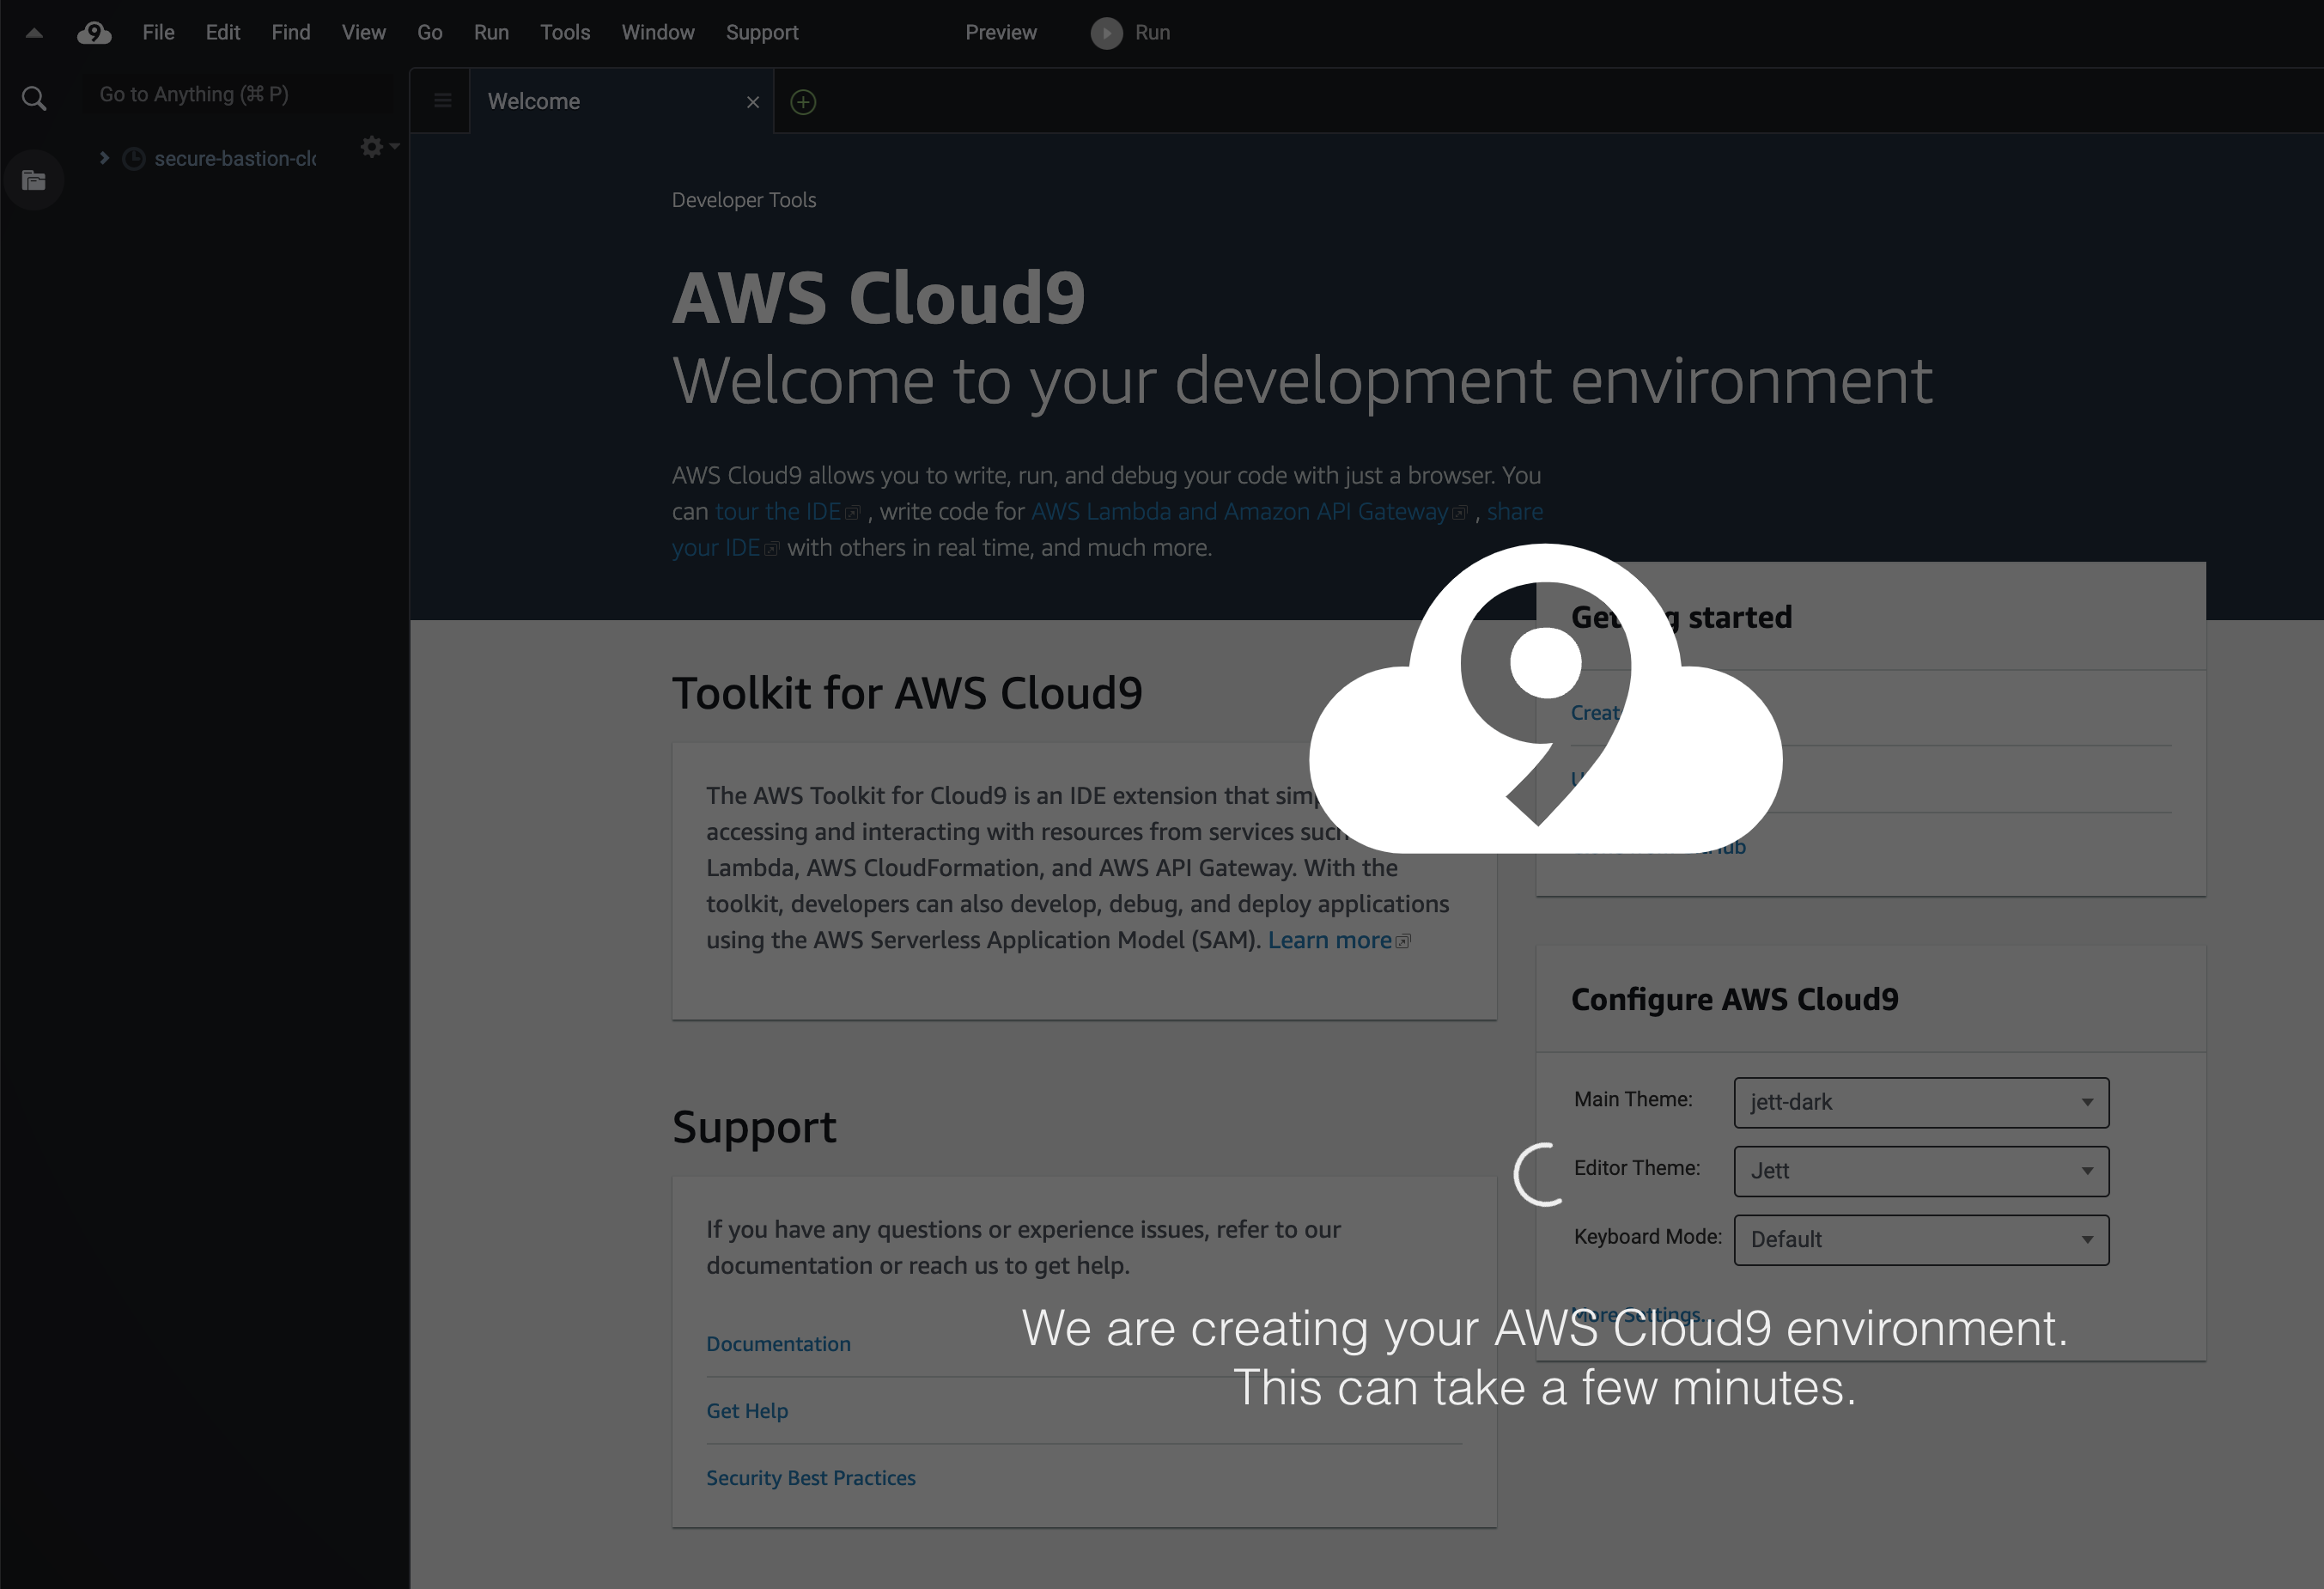 File Edit Find View Go Run Tools Window Support Preview Run
Go to Anything (⌘ P)
Welcome
Developer Tools
AWS Cloud9
Welcome to your development environment
AWS Cloud9 allows you to write, run, and debug your code with just a browser. You
can tour the IDE , write code for AWS Lambda and Amazon API Gateway , share
your IDE with others in real time, and much more.
started
Toolkit for AWS Cloud9
The AWS Toolkit for Cloud9 is an IDE extension that
accessing and interacting with resources from services such
Lambda, AWS CloudFormation, and AWS API Gateway. With the
toolkit, developers can also develop, debug, and deploy applications
using the AWS Serverless Application Model (SAM). Learn more
Configure AWS Cloud9
Main Theme: jett-dark
Editor Theme: Jett
Keyboard Mode: Default
More Settings...
Support
If you have any questions or experience issues, refer to our
documentation or reach us to get help.
Documentation
Get Help
Security Best Practices
We are creating your AWS Cloud9 environment.
This can take a few minutes.